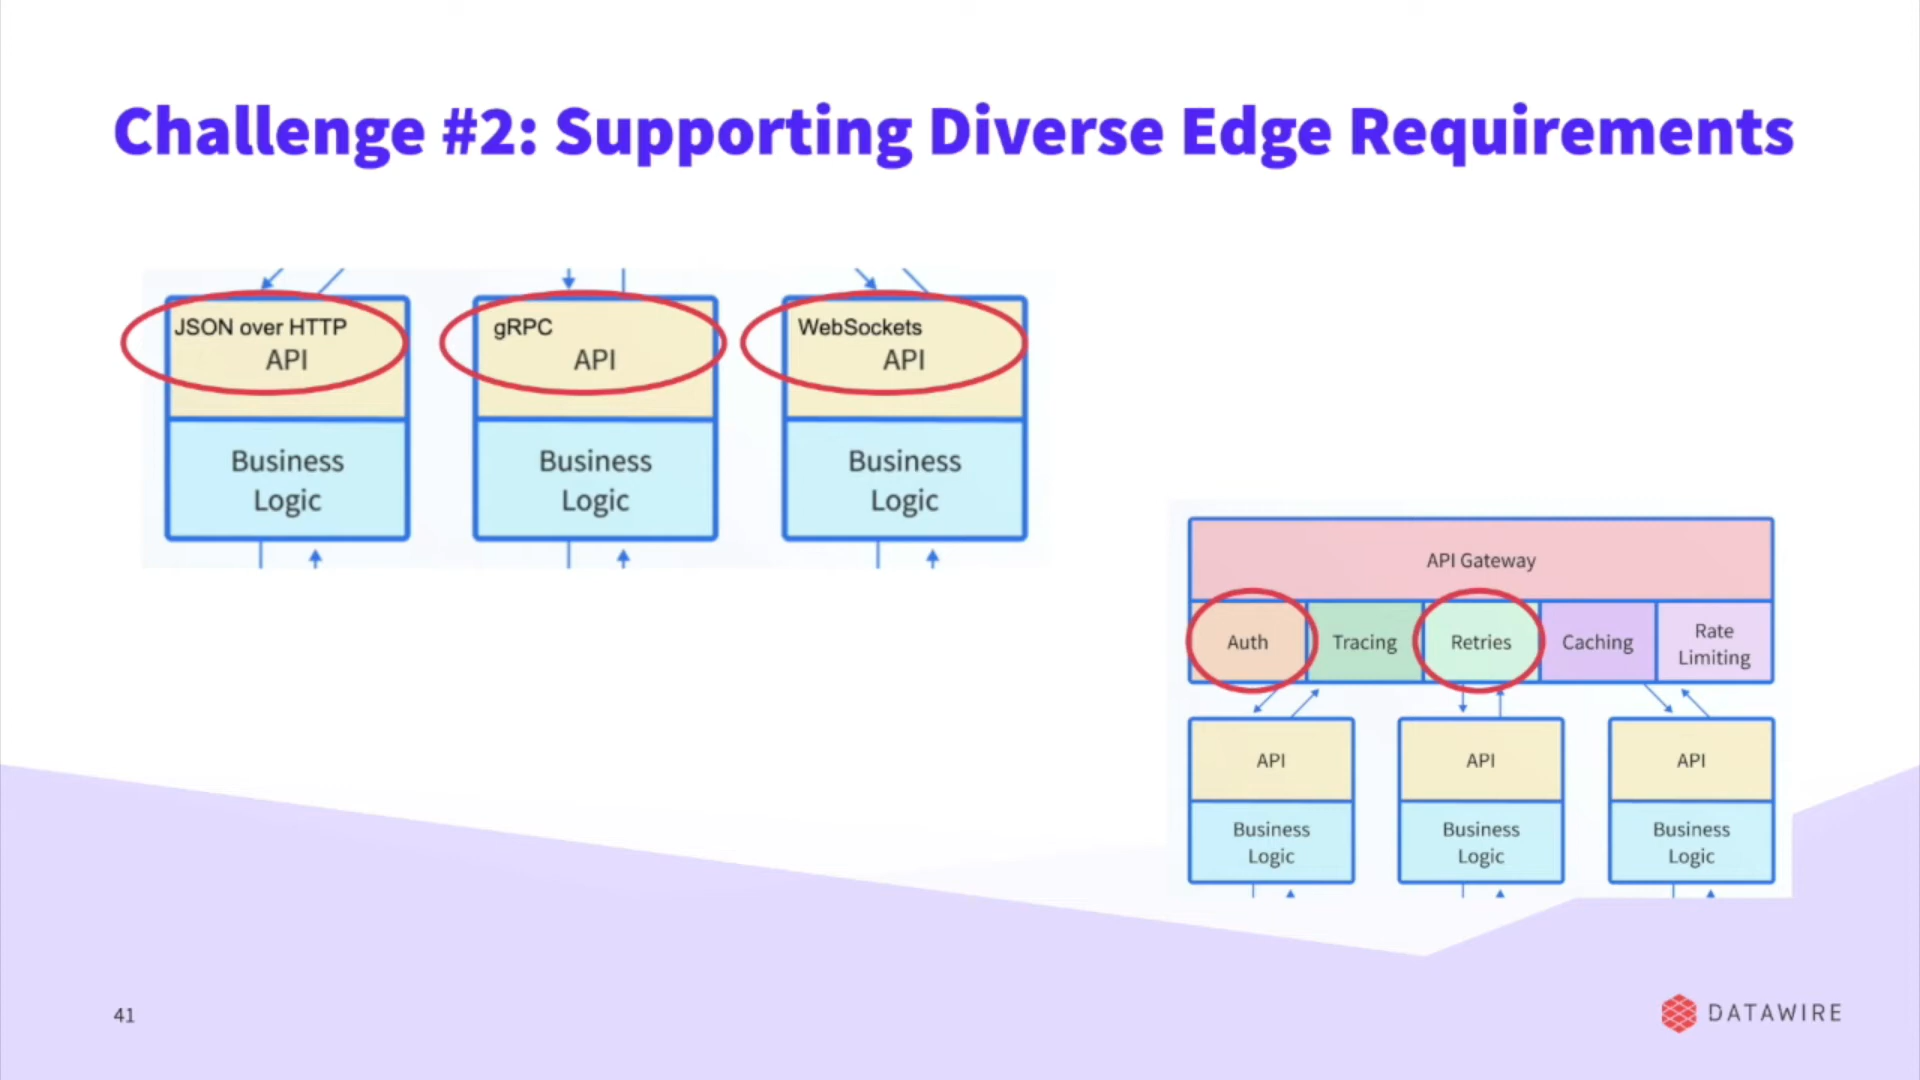 Challenge #2: Supporting Diverse Edge Requirements
JSON over HTTP
API
Business
Logic
gRPC
API
Business
Logic
WebSockets
API
Business
Logic
API Gateway
Auth
Tracing
Retries
Caching
Rate
Limiting
API
Business
Logic
API
Business
Logic
API
Business
Logic
41
DATAWIRE